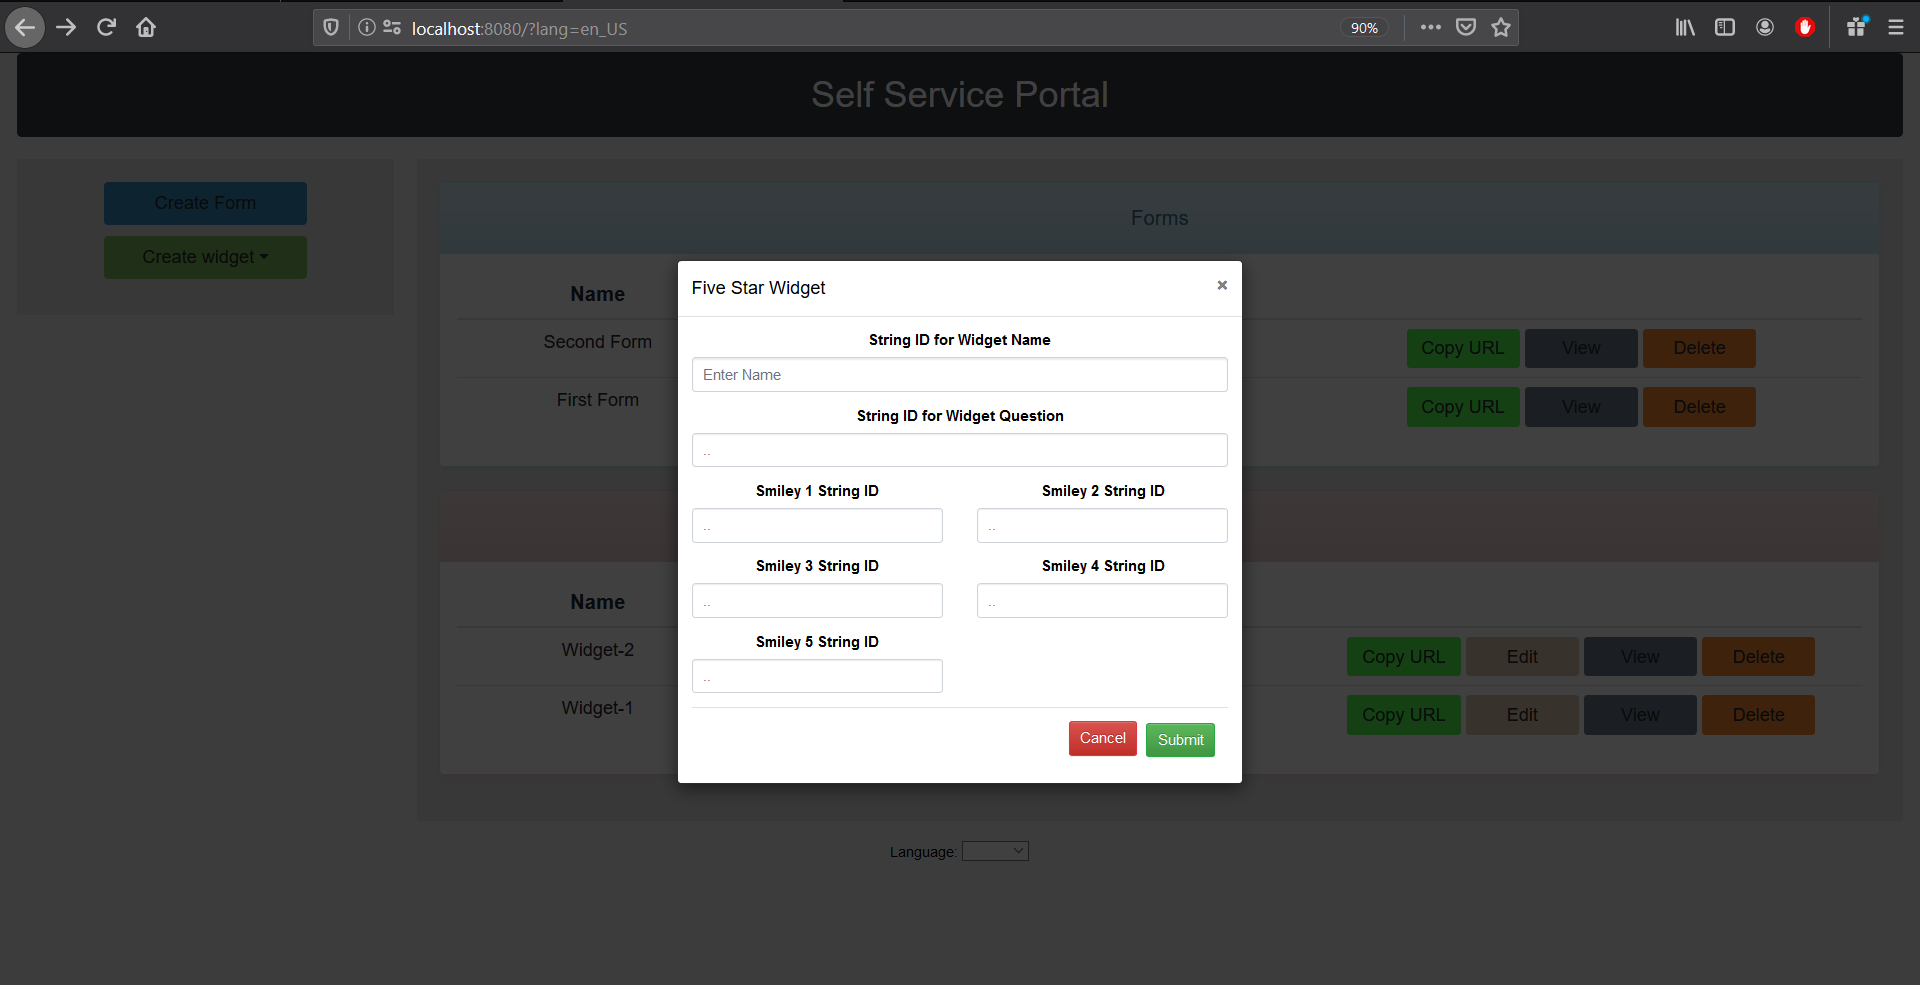 localhost:8080/?lang=en_US
90%
Self Service Portal
Create Form
Create widget
Forms
Name
Second Form
Copy URL View Delete
First Form
Copy URL View Delete
Five Star Widget
×
String ID for Widget Name
Enter Name
String ID for Widget Question
..
Smiley 1 String ID Smiley 2 String ID
.. ..
Smiley 3 String ID Smiley 4 String ID
.. ..
Smiley 5 String ID
..
Cancel Submit
Name
Widget-2
Copy URL Edit View Delete
Widget-1
Copy URL Edit View Delete
Language: